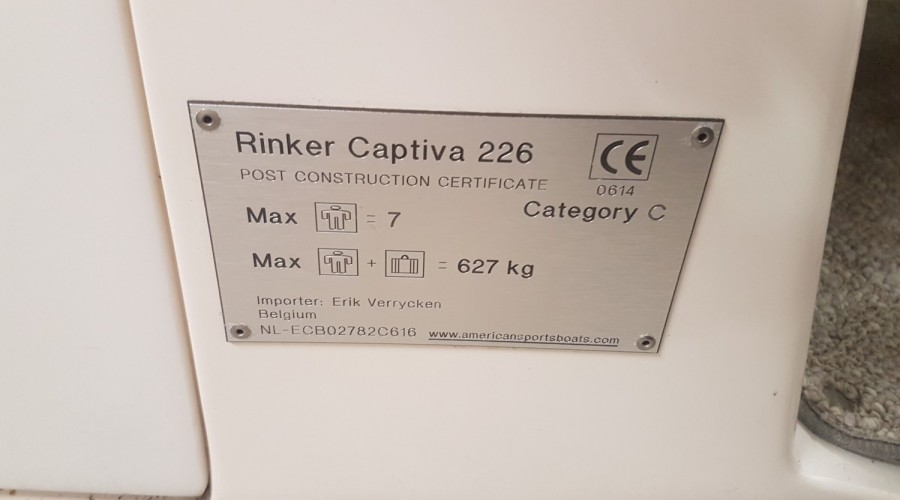 Rinker Captiva 226
CE
POST CONSTRUCTION CERTIFICATE
0614
Category C
Max = 7
Max + = 627 kg
Importer: Erik Verrycken
Belgium
NL-ECB02782C616 www.americansportsboats.com